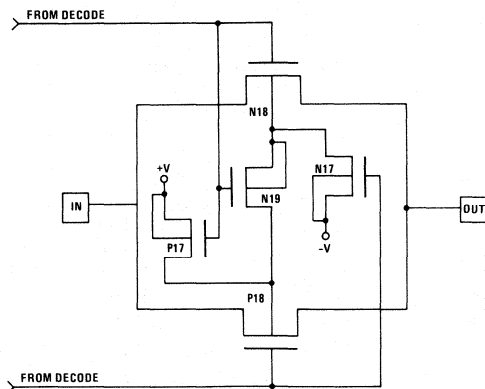 FROM DECODE
N18
+V
N17
IN
N19
OUT
P17
-V
P18
FROM DECODE